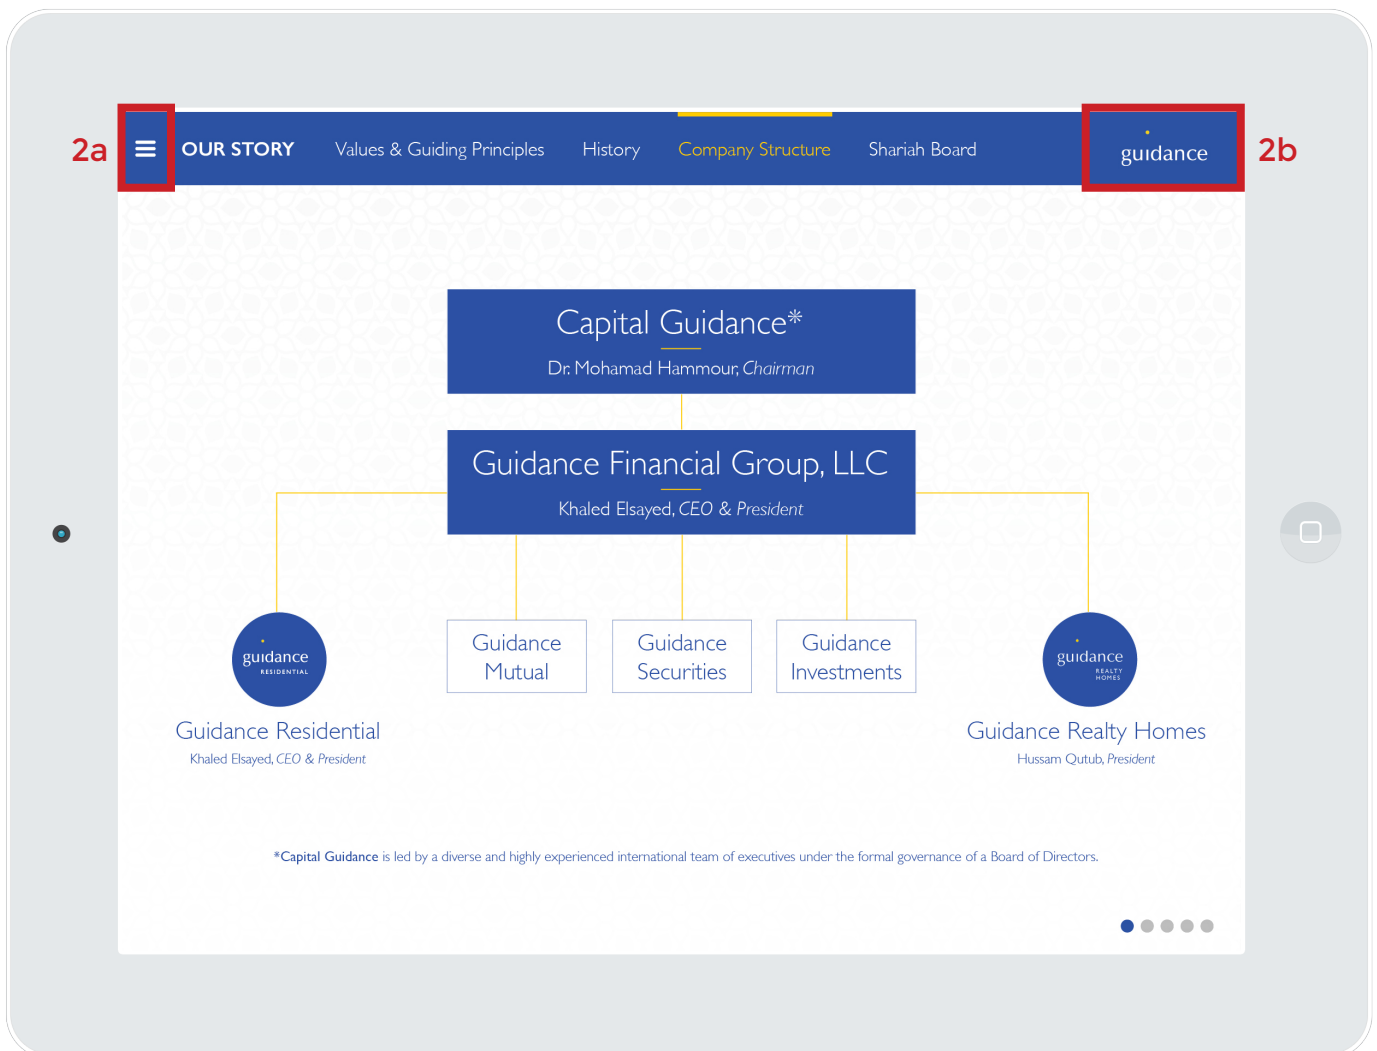 2a
OUR STORY Values & Guiding Principles History Company Structure Shariah Board
guidance
2b
Capital Guidance*
Dr. Mohamad Hammour, Chairman
Guidance Financial Group, LLC
Khaled Elsayed, CEO & President
guidance
RESIDENTIAL
Guidance Residential
Khaled Elsayed, CEO & President
Guidance
Mutual
Guidance
Securities
Guidance
Investments
guidance
REALTY
HOMES
Guidance Realty Homes
Hussam Qutub, President
*Capital Guidance is led by a diverse and highly experienced international team of executives under the formal governance of a Board of Directors.